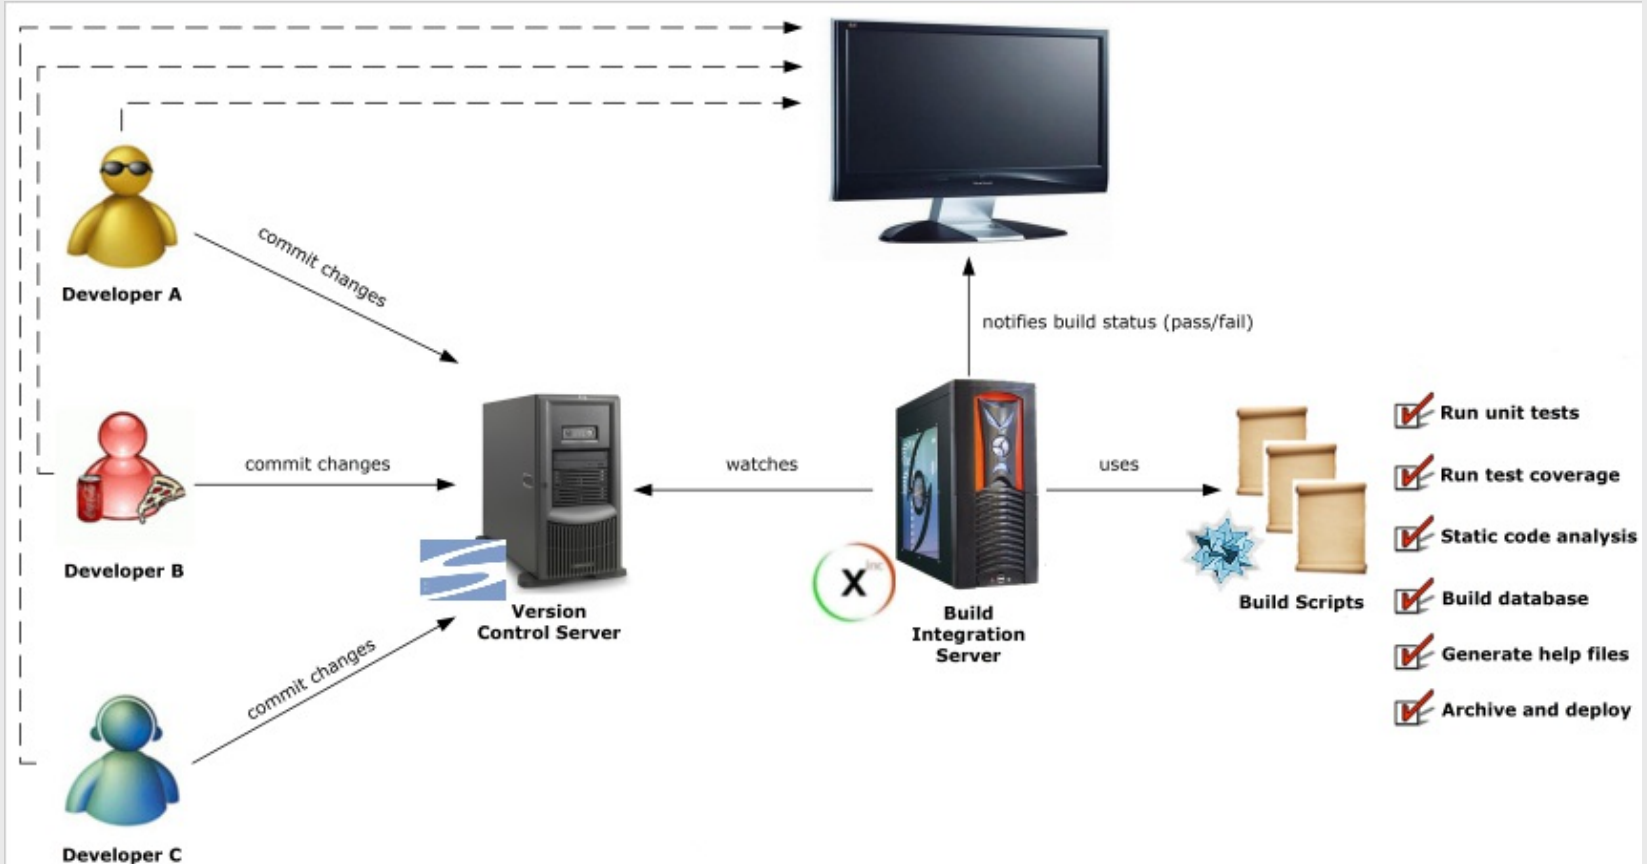 commit changes
Developer A
notifies build status (pass/fail)
Run unit tests
commit changes
watches
uses
Run test coverage
Static code analysis
Developer B
X
inc
Build database
Build Scripts
Version
Control Server
Build
Integration
Server
Generate help files
commit changes
Archive and deploy
Developer C